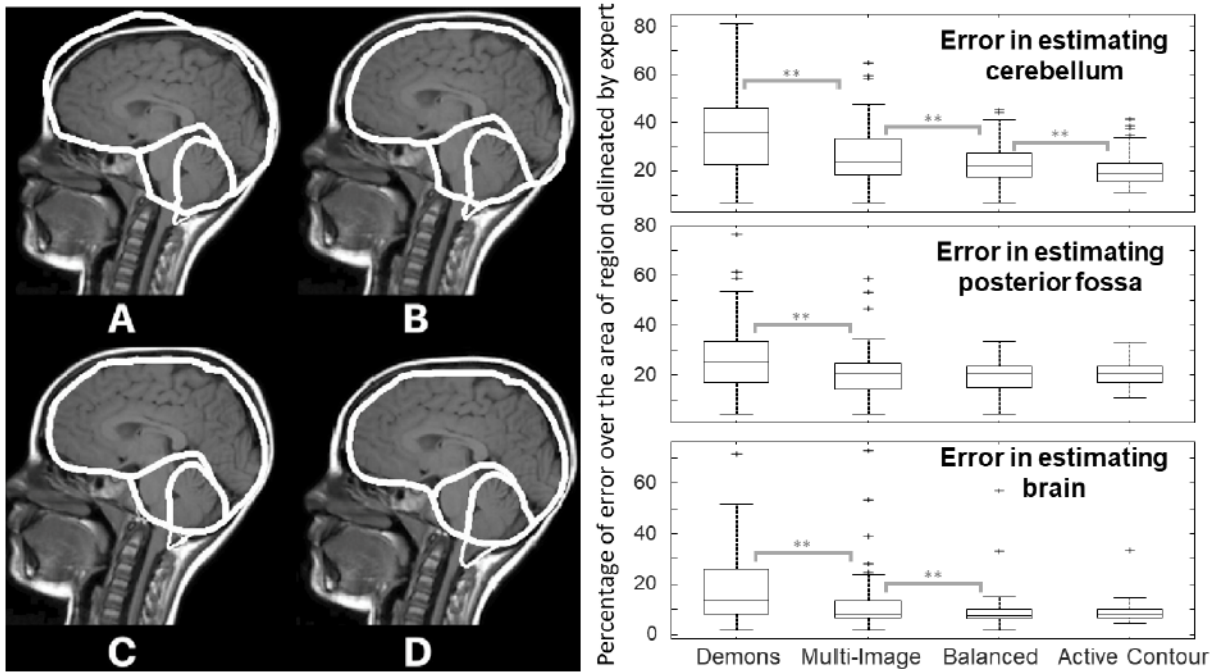 A
B
C
D
Percentage of error over the area of region delineated by expert
80
60
40
20
Error in estimating
cerebellum
**
**
**
80
60
40
20
Error in estimating
posterior fossa
**
60
40
20
0
Error in estimating
brain
**
**
Demons Multi-Image Balanced Active Contour